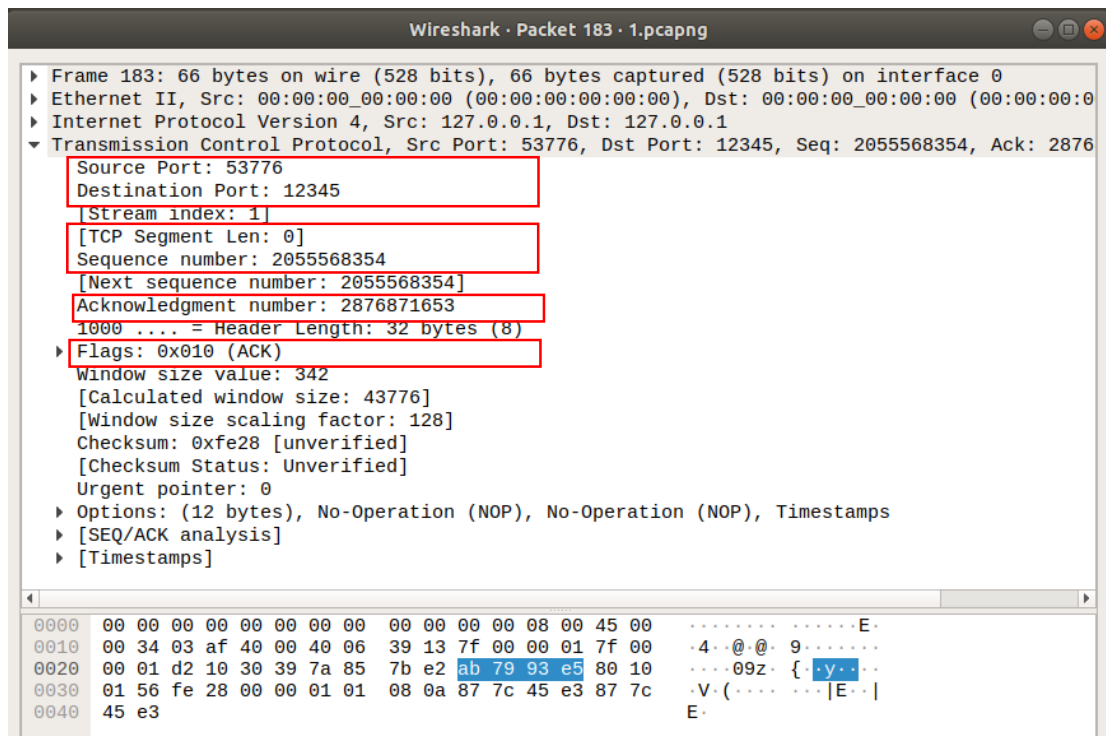 Wireshark · Packet 183 · 1.pcapng
Frame 183: 66 bytes on wire (528 bits), 66 bytes captured (528 bits) on interface 0
Ethernet II, Src: 00:00:00_00:00:00 (00:00:00:00:00:00), Dst: 00:00:00_00:00:00 (00:00:00:0
Internet Protocol Version 4, Src: 127.0.0.1, Dst: 127.0.0.1
Transmission Control Protocol, Src Port: 53776, Dst Port: 12345, Seq: 2055568354, Ack: 2876
Source Port: 53776
Destination Port: 12345
[Stream index: 1]
[TCP Segment Len: 0]
Sequence number: 2055568354
[Next sequence number: 2055568354]
Acknowledgment number: 2876871653
1000 .... = Header Length: 32 bytes (8)
Flags: 0x010 (ACK)
Window size value: 342
[Calculated window size: 43776]
[Window size scaling factor: 128]
Checksum: 0xfe28 [unverified]
[Checksum Status: Unverified]
Urgent pointer: 0
Options: (12 bytes), No-Operation (NOP), No-Operation (NOP), Timestamps
[SEQ/ACK analysis]
[Timestamps]
0000 00 00 00 00 00 00 00 00 00 00 00 00 08 00 45 00 ········ ······E·
0010 00 34 03 af 40 00 40 06 39 13 7f 00 00 01 7f 00 ·4··@·@· 9·······
0020 00 01 d2 10 30 39 7a 85 7b e2 ab 79 93 e5 80 10 ····09z· {··y····
0030 01 56 fe 28 00 00 01 01 08 0a 87 7c 45 e3 87 7c ·V·(···· ···|E··|
0040 45 e3 E·